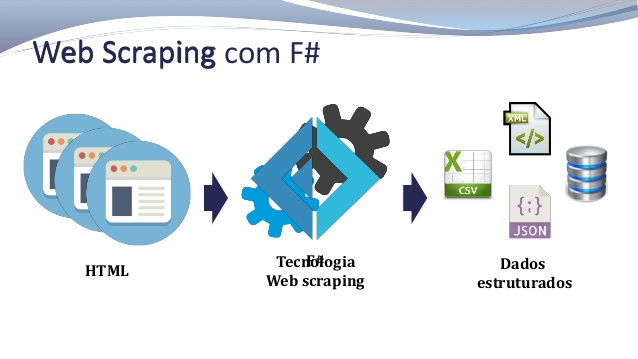 Web Scraping com F#
XML
</>
X
CSV
{;}
JSON
HTML
F#
Tecnologia
Web scraping
Dados
estruturados